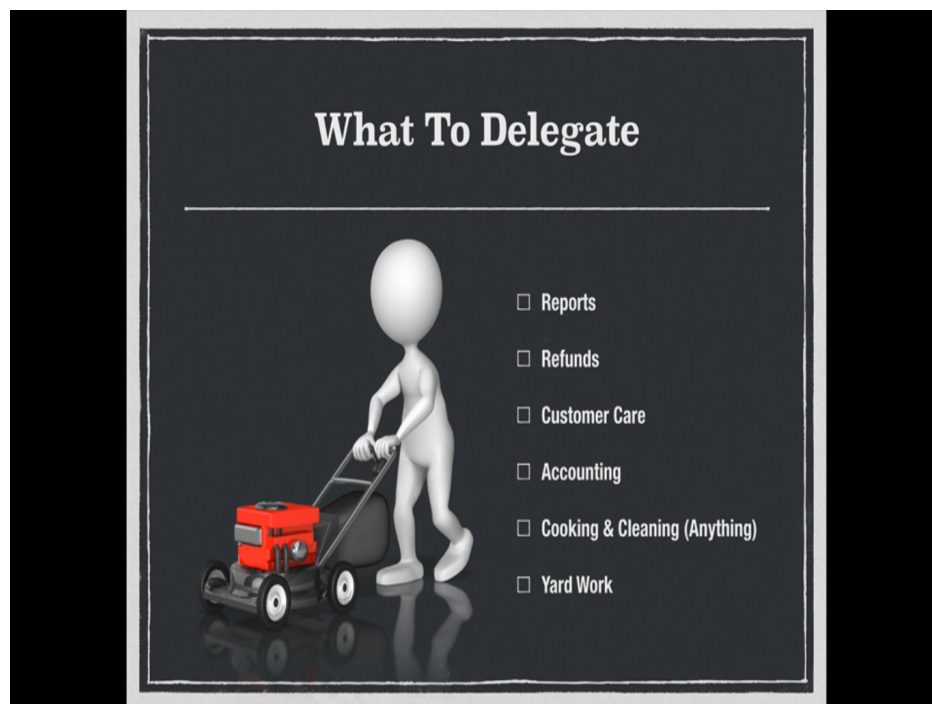 What To Delegate
Reports
Refunds
Customer Care
Accounting
Cooking & Cleaning (Anything)
Yard Work